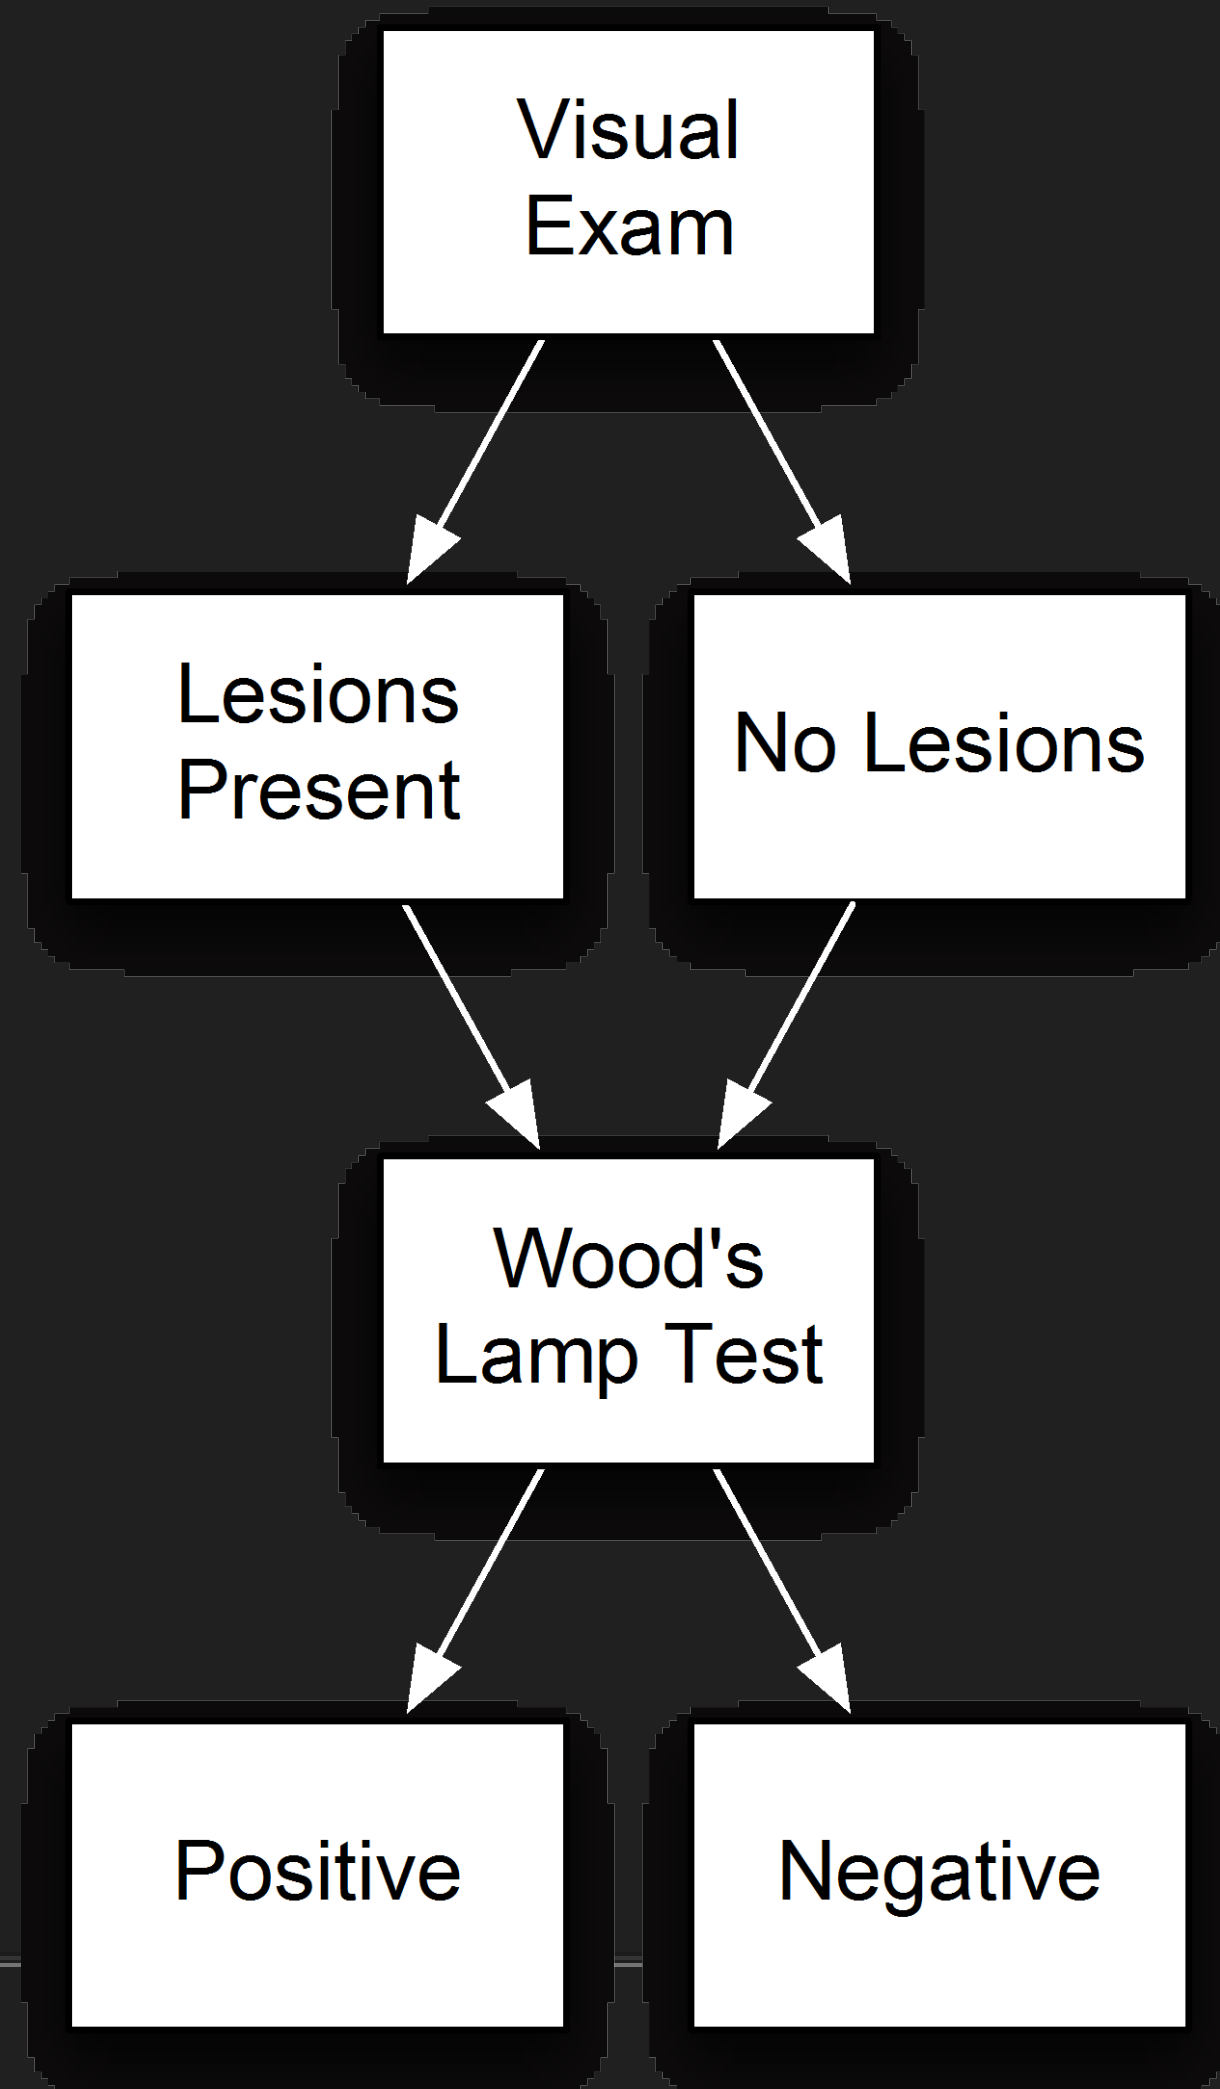 Visual
Exam
Lesions
Present
No Lesions
Wood's
Lamp Test
Positive
Negative